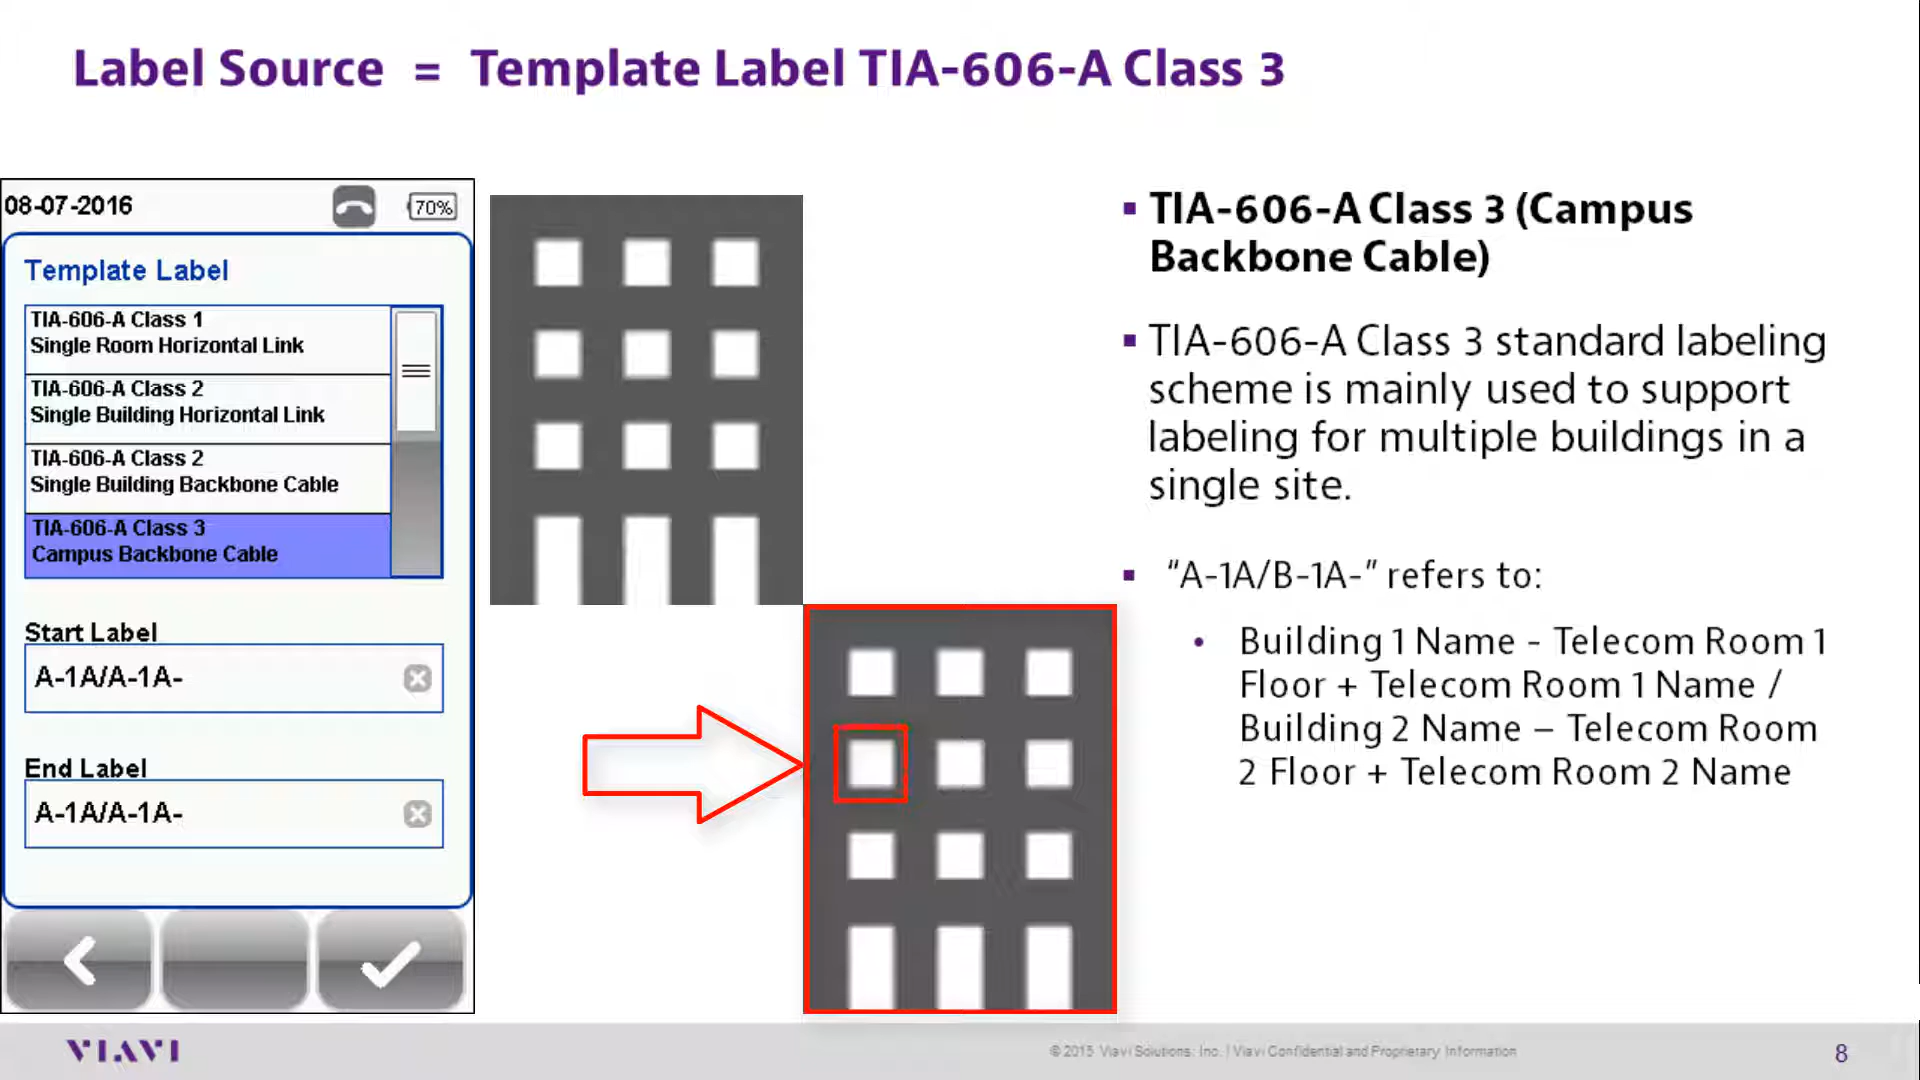 Label Source = Template Label TIA-606-A Class 3
08-07-2016
70%
Template Label
TIA-606-A Class 1
Single Room Horizontal Link
TIA-606-A Class 2
Single Building Horizontal Link
TIA-606-A Class 2
Single Building Backbone Cable
TIA-606-A Class 3
Campus Backbone Cable
Start Label
A-1A/A-1A-
End Label
A-1A/A-1A-
▪ TIA-606-A Class 3 (Campus
Backbone Cable)
▪ TIA-606-A Class 3 standard labeling
scheme is mainly used to support
labeling for multiple buildings in a
single site.
▪ “A-1A/B-1A-” refers to:
• Building 1 Name - Telecom Room 1
Floor + Telecom Room 1 Name /
Building 2 Name – Telecom Room
2 Floor + Telecom Room 2 Name
VIAVI
© 2015 Viavi Solutions, Inc. | Viavi Confidential and Proprietary Information
8